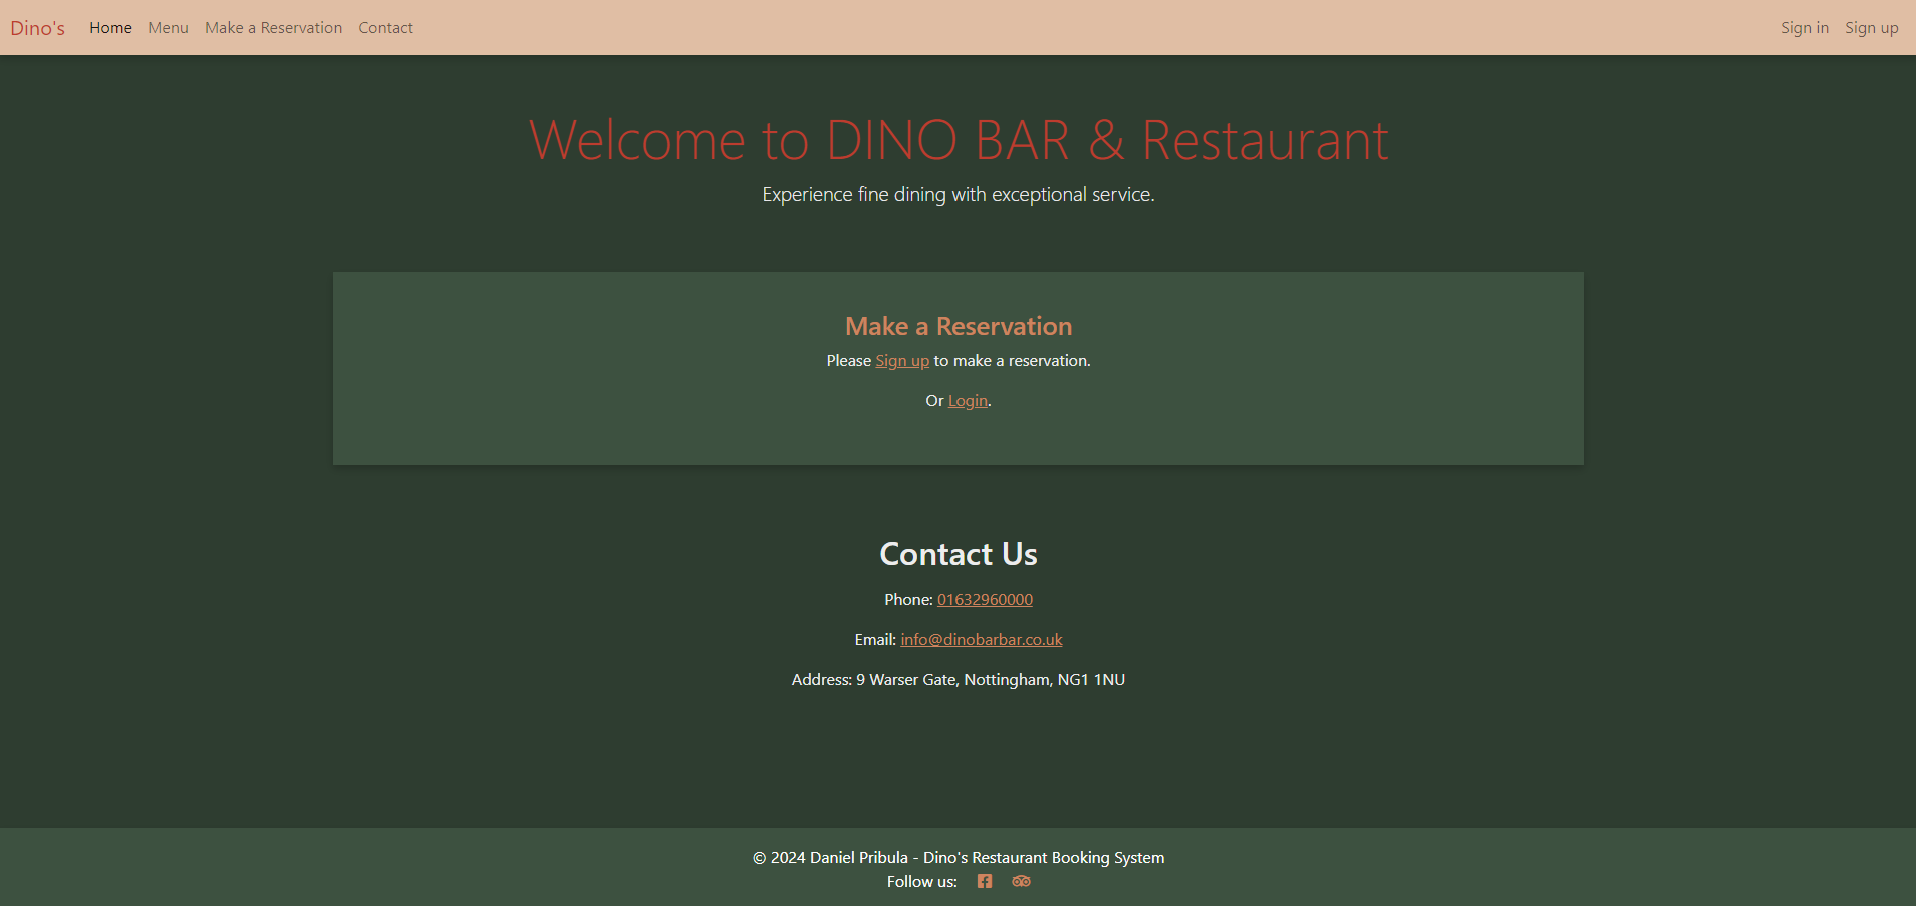 Dino's Home Menu Make a Reservation Contact Sign in Sign up
Welcome to DINO BAR & Restaurant
Experience fine dining with exceptional service.
Make a Reservation
Please Sign up to make a reservation.
Or Login.
Contact Us
Phone: 01632960000
Email: info@dinobarbar.co.uk
Address: 9 Warser Gate, Nottingham, NG1 1NU
© 2024 Daniel Pribula - Dino's Restaurant Booking System
Follow us: